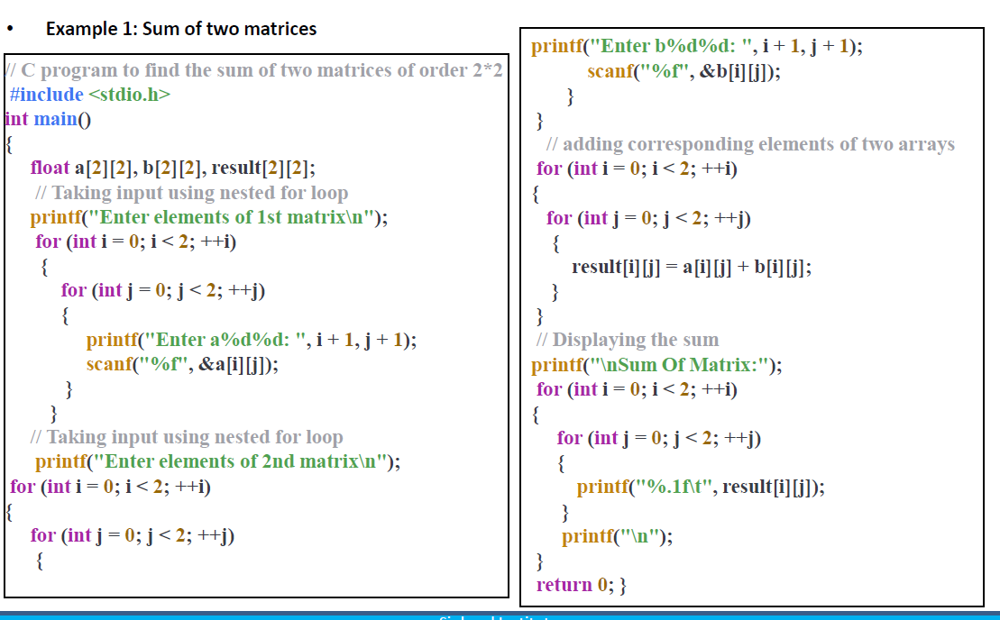 • Example 1: Sum of two matrices
// C program to find the sum of two matrices of order 2*2
#include <stdio.h>
int main()
{
float a[2][2], b[2][2], result[2][2];
// Taking input using nested for loop
printf("Enter elements of 1st matrix\n");
for (int i = 0; i < 2; ++i)
{
for (int j = 0; j < 2; ++j)
{
printf("Enter a%d%d: ", i + 1, j + 1);
scanf("%f", &a[i][j]);
}
}
// Taking input using nested for loop
printf("Enter elements of 2nd matrix\n");
for (int i = 0; i < 2; ++i)
{
for (int j = 0; j < 2; ++j)
{
printf("Enter b%d%d: ", i + 1, j + 1);
scanf("%f", &b[i][j]);
}
}
// adding corresponding elements of two arrays
for (int i = 0; i < 2; ++i)
{
for (int j = 0; j < 2; ++j)
{
result[i][j] = a[i][j] + b[i][j];
}
}
// Displaying the sum
printf("\nSum Of Matrix:");
for (int i = 0; i < 2; ++i)
{
for (int j = 0; j < 2; ++j)
{
printf("%.1f\t", result[i][j]);
}
printf("\n");
}
return 0; }